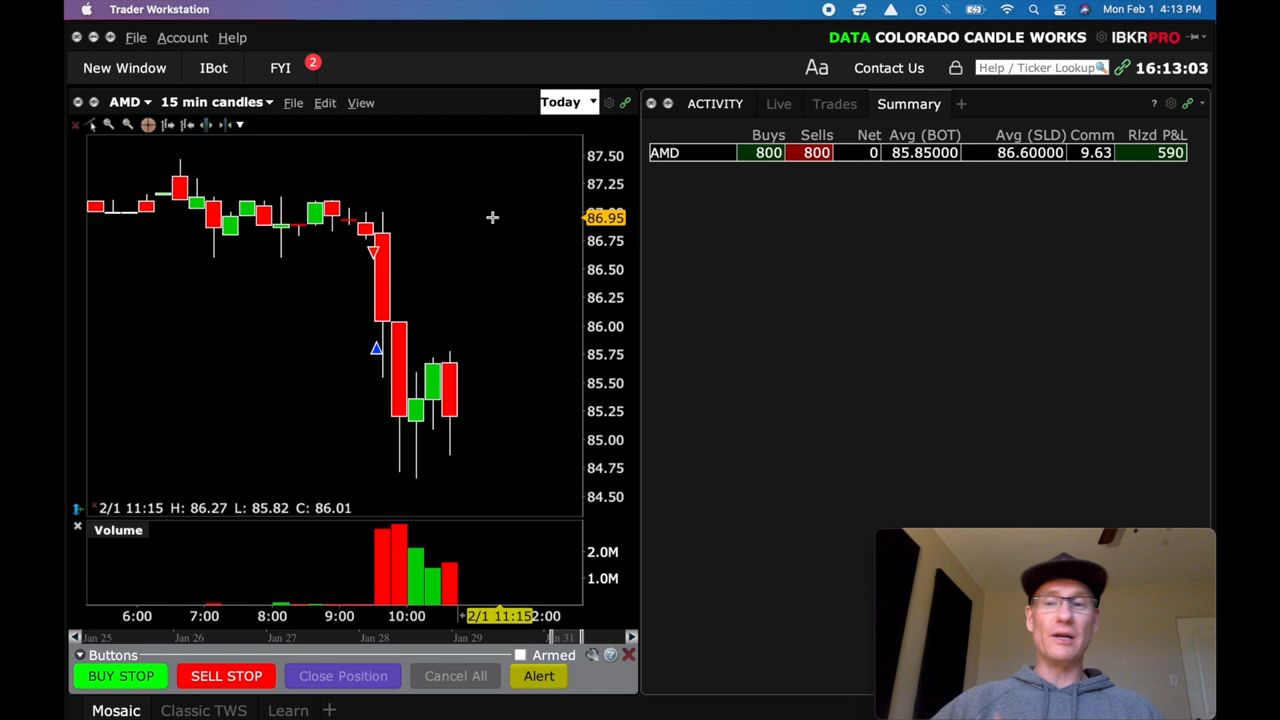 Trader Workstation
Mon Feb 1 4:13 PM
File Account Help
DATA COLORADO CANDLE WORKS
IBKRPRO
New Window
IBot
FYI
2
Aa
Contact Us
Help / Ticker Lookup
16:13:03
AMD
15 min candles
File
Edit
View
Today
ACTIVITY
Live
Trades
Summary
+
?
Buys Sells Net Avg (BOT) Avg (SLD) Comm Rlzd P&L
AMD 800 800 0 85.85000 86.60000 9.63 590
87.50
87.25
86.95
86.75
86.50
86.25
86.00
85.75
85.50
85.25
85.00
84.75
84.50
2/1 11:15 H: 86.27 L: 85.82 C: 86.01
Volume
2.0M
1.0M
6:00 7:00 8:00 9:00 10:00 2/1 11:15 2:00
Jan 25 Jan 26 Jan 27 Jan 28 Jan 29 31
Buttons
Armed
BUY STOP
SELL STOP
Close Position
Cancel All
Alert
Mosaic
Classic TWS
Learn
+